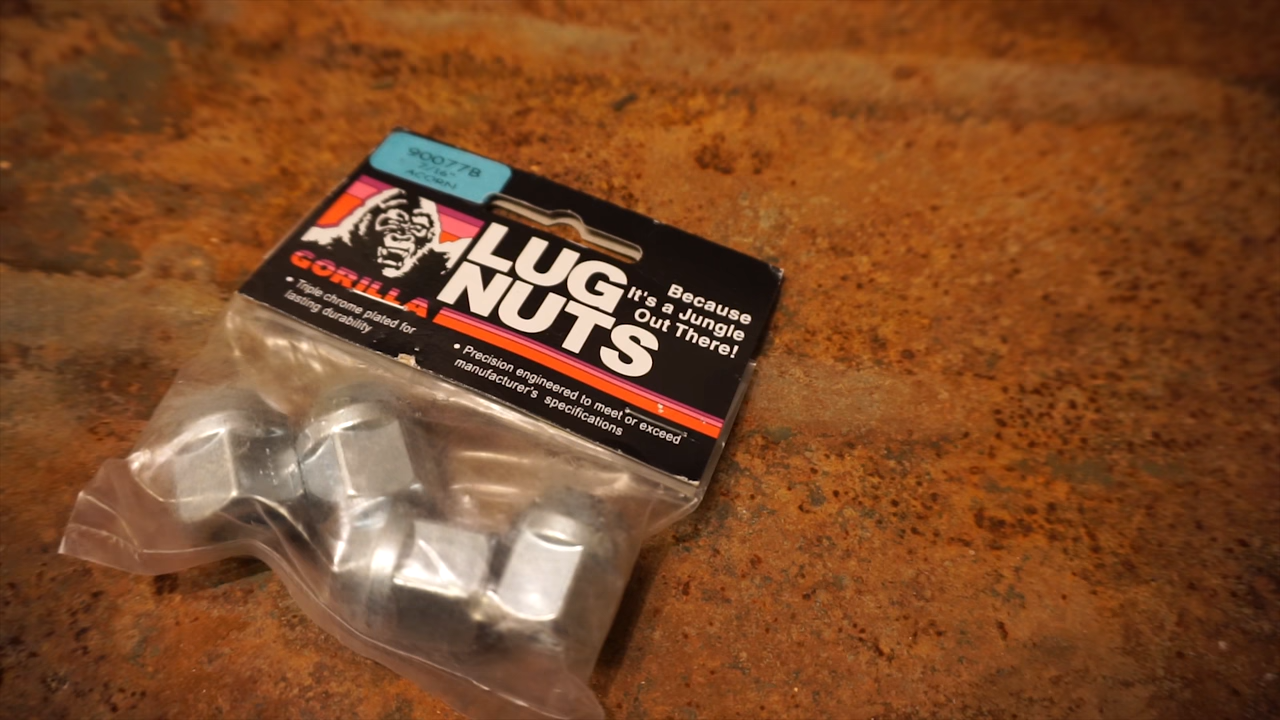 90077B
7/16"
ACORN
GORILLA
LUG
NUTS
Because
It's a Jungle
Out There!
• Triple chrome plated for
lasting durability
• Precision engineered to meet or exceed
manufacturer's specifications